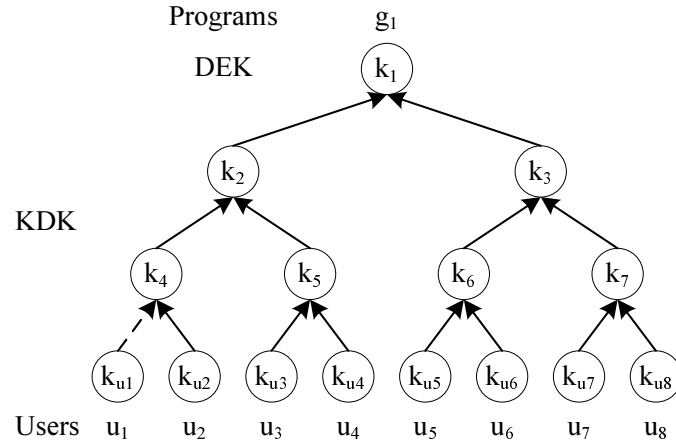 Programs g₁
DEK k₁
k₂ k₃
KDK
k₄ k₅ k₆ k₇
kᵤ₁ kᵤ₂ kᵤ₃ kᵤ₄ kᵤ₅ kᵤ₆ kᵤ₇ kᵤ₈
Users u₁ u₂ u₃ u₄ u₅ u₆ u₇ u₈